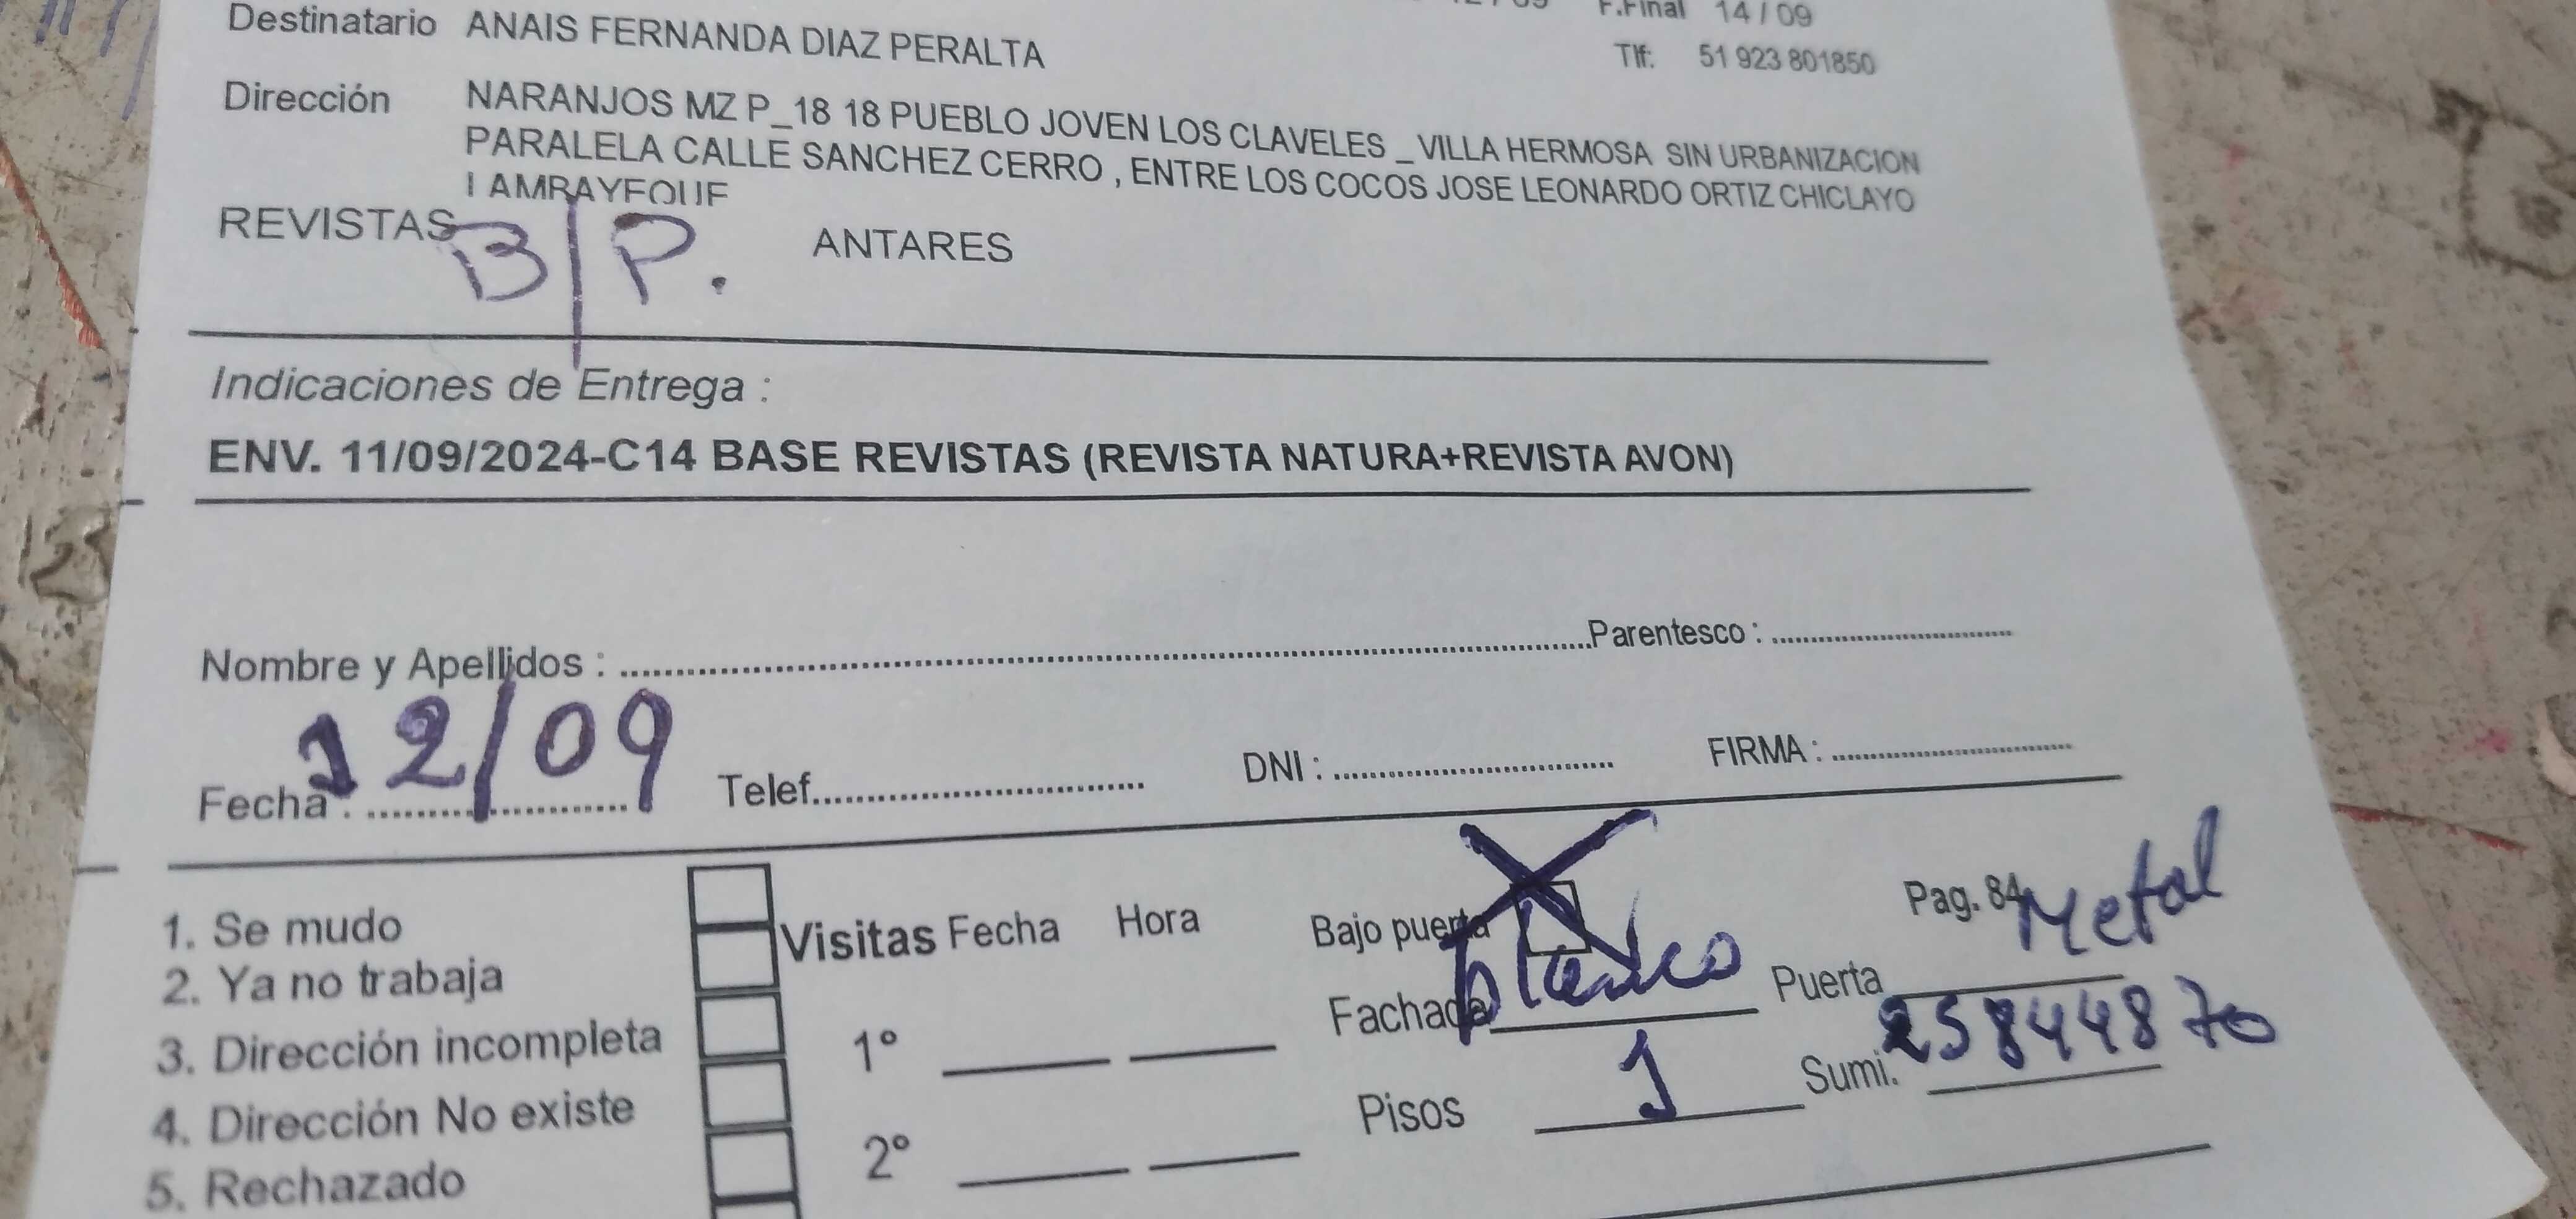 Destinatario ANAIS FERNANDA DIAZ PERALTA
F.Final 14 / 09
Tlf: 51 923 801850
Dirección NARANJOS MZ P_18 18 PUEBLO JOVEN LOS CLAVELES _ VILLA HERMOSA SIN URBANIZACION
PARALELA CALLE SANCHEZ CERRO , ENTRE LOS COCOS JOSE LEONARDO ORTIZ CHICLAYO
LAMBAYEQUE
REVISTAS B/P. ANTARES
Indicaciones de Entrega :
ENV. 11/09/2024-C14 BASE REVISTAS (REVISTA NATURA+REVISTA AVON)
Nombre y Apellidos : Parentesco :
Fecha : 12/09 Telef. DNI : FIRMA :
1. Se mudo
2. Ya no trabaja
3. Dirección incompleta
4. Dirección No existe
5. Rechazado
Visitas Fecha Hora
1°
2°
Bajo puerta X Pag. 84
Fachada blanco Puerta Metal
Pisos 1 Sumi. 25844870